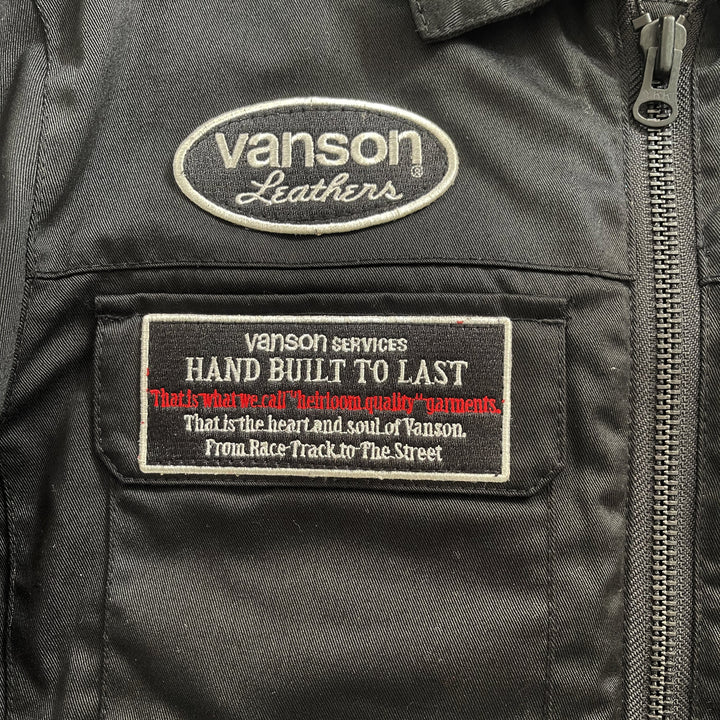 vanson®
Leathers
vanson SERVICES
HAND BUILT TO LAST
That is what we call "heirloom quality" garments.
That is the heart and soul of Vanson.
From Race-Track to The Street